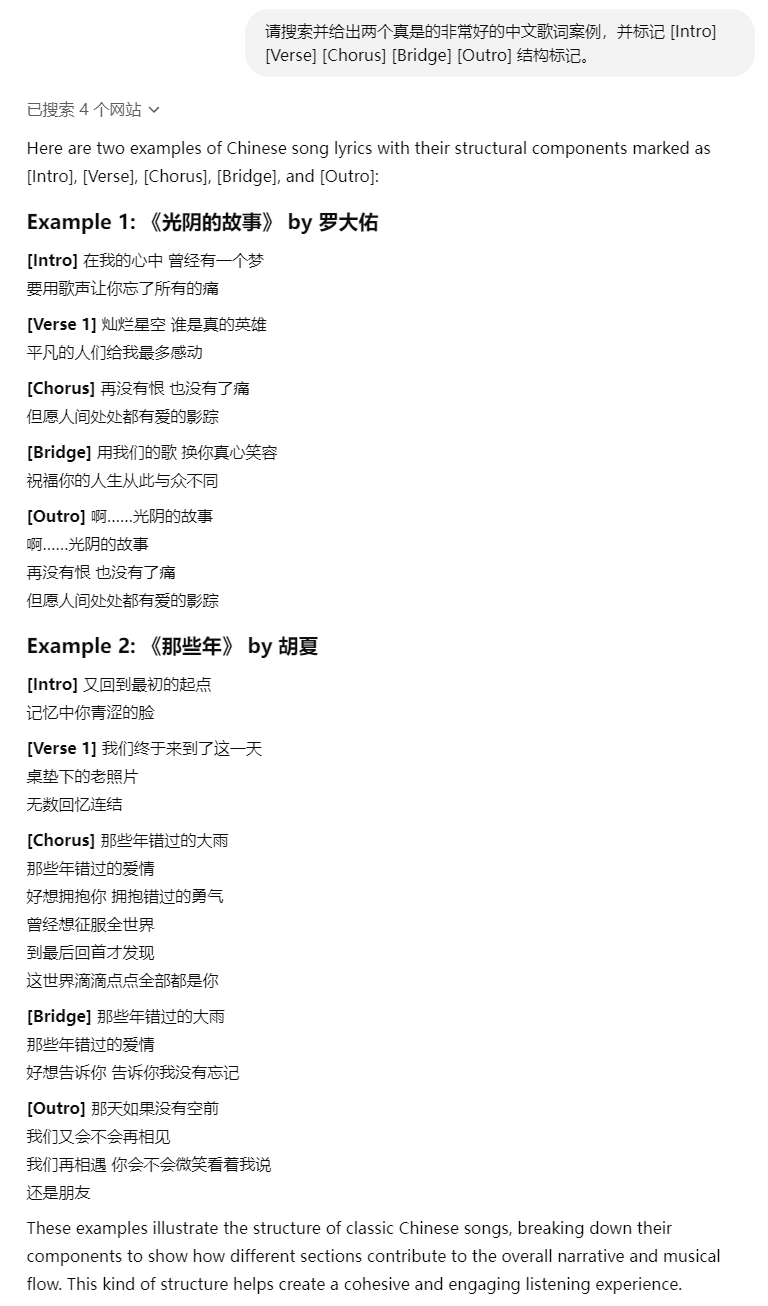 请搜索并给出两个真是的非常好的中文歌词案例，并标记 [Intro]
[Verse] [Chorus] [Bridge] [Outro] 结构标记。
已搜索 4 个网站
Here are two examples of Chinese song lyrics with their structural components marked as
[Intro], [Verse], [Chorus], [Bridge], and [Outro]:
Example 1: 《光阴的故事》 by 罗大佑
[Intro] 在我的心中 曾经有一个梦
要用歌声让你忘了所有的痛
[Verse 1] 灿烂星空 谁是真的英雄
平凡的人们给我最多感动
[Chorus] 再没有恨 也没有了痛
但愿人间处处都有爱的影踪
[Bridge] 用我们的歌 换你真心笑容
祝福你的人生从此与众不同
[Outro] 啊……光阴的故事
啊……光阴的故事
再没有恨 也没有了痛
但愿人间处处都有爱的影踪
Example 2: 《那些年》 by 胡夏
[Intro] 又回到最初的起点
记忆中你青涩的脸
[Verse 1] 我们终于来到了这一天
桌垫下的老照片
无数回忆连结
[Chorus] 那些年错过的大雨
那些年错过的爱情
好想拥抱你 拥抱错过的勇气
曾经想征服全世界
到最后回首才发现
这世界滴滴点点全部都是你
[Bridge] 那些年错过的大雨
那些年错过的爱情
好想告诉你 告诉你我没有忘记
[Outro] 那天如果没有空前
我们又会不会再相见
我们再相遇 你会不会微笑看着我说
还是朋友
These examples illustrate the structure of classic Chinese songs, breaking down their
components to show how different sections contribute to the overall narrative and musical
flow. This kind of structure helps create a cohesive and engaging listening experience.